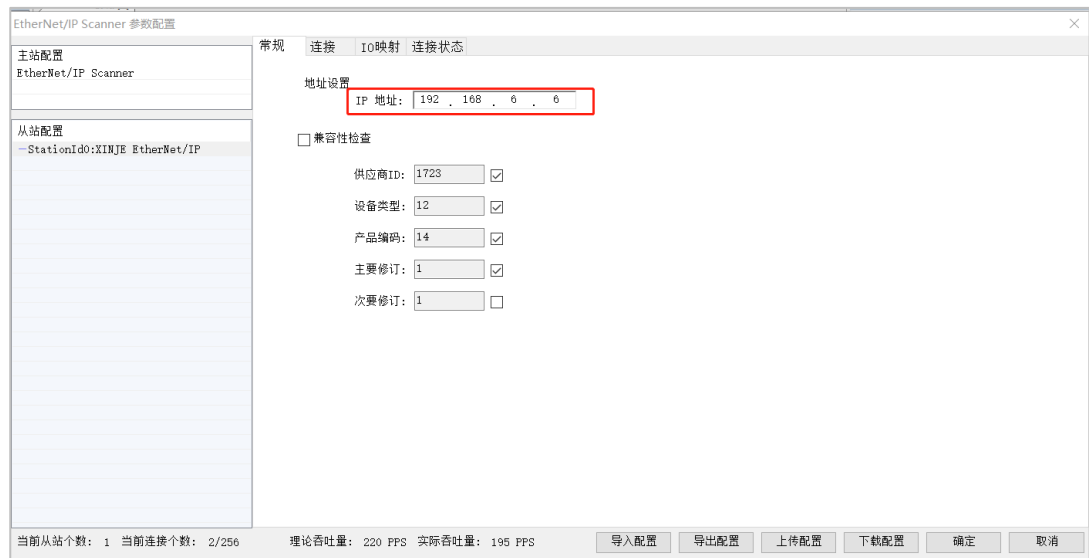 EtherNet/IP Scanner 参数配置
主站配置
EtherNet/IP Scanner
从站配置
StationId0:XINJE EtherNet/IP
常规 连接 IO映射 连接状态
地址设置
IP 地址: 192 . 168 . 6 . 6
兼容性检查
供应商ID: 1723
设备类型: 12
产品编码: 14
主要修订: 1
次要修订: 1
当前从站个数: 1 当前连接个数: 2/256 理论吞吐量: 220 PPS 实际吞吐量: 195 PPS 导入配置 导出配置 上传配置 下载配置 确定 取消